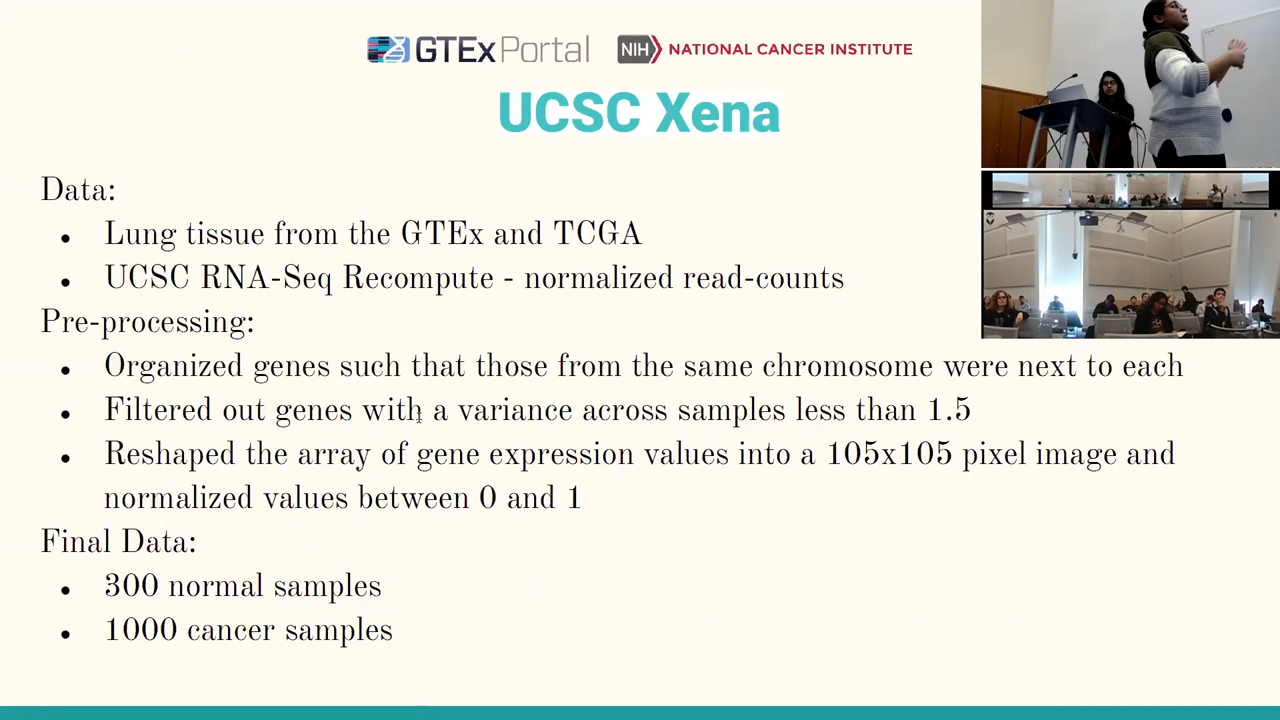 GTEx Portal
NIH NATIONAL CANCER INSTITUTE
UCSC Xena
Data:
Lung tissue from the GTEx and TCGA
UCSC RNA-Seq Recompute - normalized read-counts
Pre-processing:
Organized genes such that those from the same chromosome were next to each
Filtered out genes with a variance across samples less than 1.5
Reshaped the array of gene expression values into a 105x105 pixel image and
normalized values between 0 and 1
Final Data:
300 normal samples
1000 cancer samples